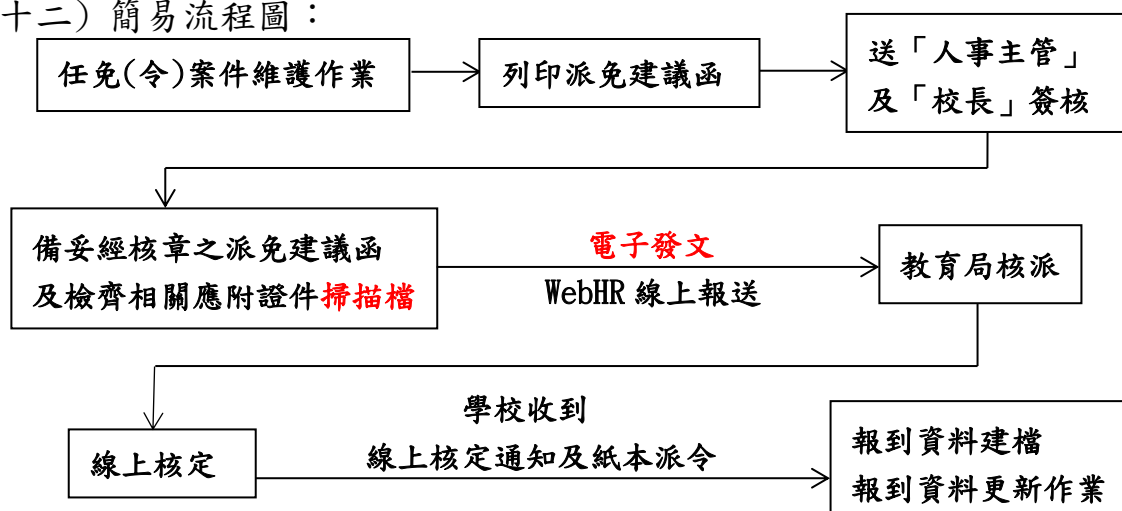 十二）簡易流程圖：
任免(令)案件維護作業
列印派免建議函
送「人事主管」
及「校長」簽核
備妥經核章之派免建議函
及檢齊相關應附證件掃描檔
電子發文
WebHR 線上報送
教育局核派
線上核定
學校收到
線上核定通知及紙本派令
報到資料建檔
報到資料更新作業